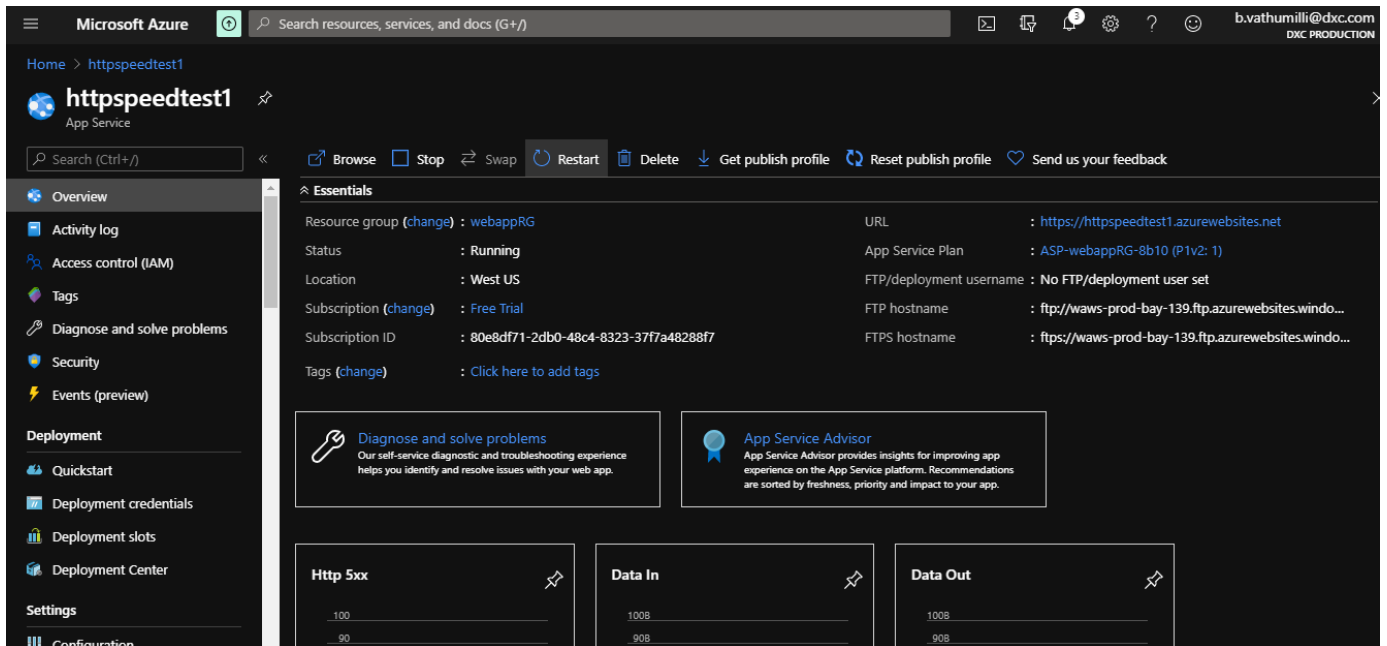 Microsoft Azure
Search resources, services, and docs (G+/)
3
b.vathumilli@dxc.com
DXC PRODUCTION
Home > httpspeedtest1
httpspeedtest1
App Service
Search (Ctrl+/)
«
Browse Stop Swap Restart Delete Get publish profile Reset publish profile Send us your feedback
Overview
Activity log
Access control (IAM)
Tags
Diagnose and solve problems
Security
Events (preview)
Deployment
Quickstart
Deployment credentials
Deployment slots
Deployment Center
Settings
Configuration
Essentials
Resource group (change) : webappRG
Status : Running
Location : West US
Subscription (change) : Free Trial
Subscription ID : 80e8df71-2db0-48c4-8323-37f7a48288f7
Tags (change) : Click here to add tags
URL : https://httpspeedtest1.azurewebsites.net
App Service Plan : ASP-webappRG-8b10 (P1v2: 1)
FTP/deployment username : No FTP/deployment user set
FTP hostname : ftp://waws-prod-bay-139.ftp.azurewebsites.windo...
FTPS hostname : ftps://waws-prod-bay-139.ftp.azurewebsites.windo...
Diagnose and solve problems
Our self-service diagnostic and troubleshooting experience
helps you identify and resolve issues with your web app.
App Service Advisor
App Service Advisor provides insights for improving app
experience on the App Service platform. Recommendations
are sorted by freshness, priority and impact to your app.
Http 5xx
100
90
Data In
100B
90B
Data Out
100B
90B